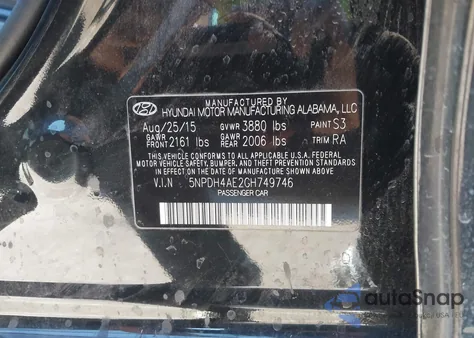 MANUFACTURED BY
HYUNDAI MOTOR MANUFACTURING ALABAMA, LLC
Aug/25/15 GVWR 3880 lbs PAINT S3
GAWR FRONT 2161 lbs GAWR REAR 2006 lbs TRIM RA
THIS VEHICLE CONFORMS TO ALL APPLICABLE U.S. FEDERAL
MOTOR VEHICLE SAFETY, BUMPER, AND THEFT PREVENTION STANDARDS
IN EFFECT ON THE DATE OF MANUFACTURE SHOWN ABOVE.
V.I.N 5NPDH4AE2GH749746
PASSENGER CAR
autoSnap